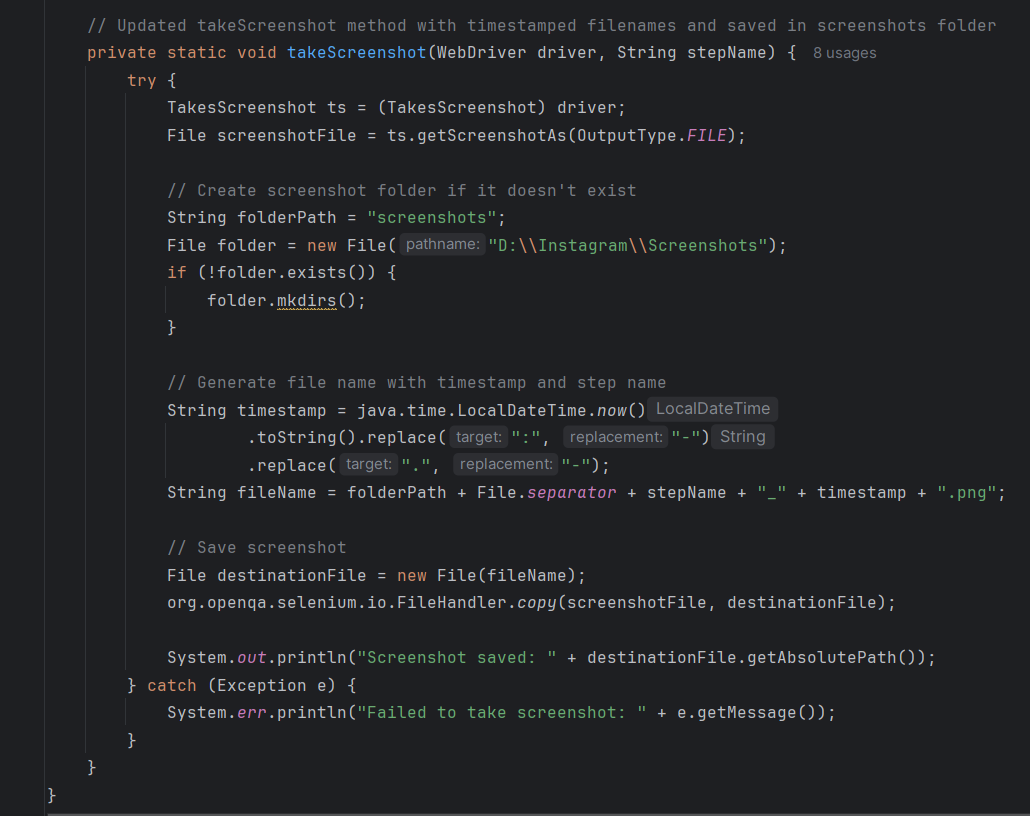 // Updated takeScreenshot method with timestamped filenames and saved in screenshots folder
private static void takeScreenshot(WebDriver driver, String stepName) {  8 usages
    try {
        TakesScreenshot ts = (TakesScreenshot) driver;
        File screenshotFile = ts.getScreenshotAs(OutputType.FILE);

        // Create screenshot folder if it doesn't exist
        String folderPath = "screenshots";
        File folder = new File( pathname: "D:\\Instagram\\Screenshots");
        if (!folder.exists()) {
            folder.mkdirs();
        }

        // Generate file name with timestamp and step name
        String timestamp = java.time.LocalDateTime.now() LocalDateTime
                .toString().replace( target: ":", replacement: "-") String
                .replace( target: ".", replacement: "-");
        String fileName = folderPath + File.separator + stepName + "_" + timestamp + ".png";

        // Save screenshot
        File destinationFile = new File(fileName);
        org.openqa.selenium.io.FileHandler.copy(screenshotFile, destinationFile);

        System.out.println("Screenshot saved: " + destinationFile.getAbsolutePath());
    } catch (Exception e) {
        System.err.println("Failed to take screenshot: " + e.getMessage());
    }
}
}